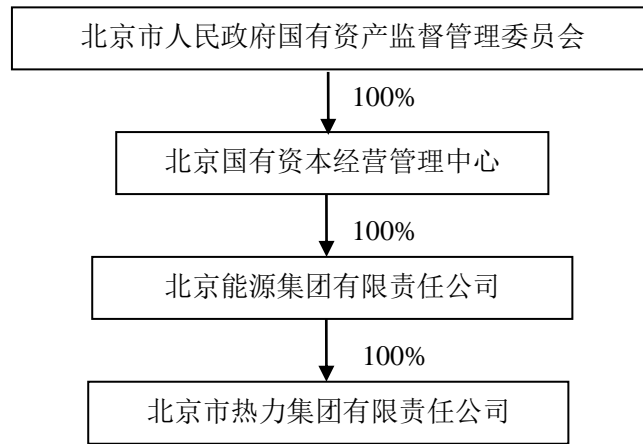 北京市人民政府国有资产监督管理委员会
100%
北京国有资本经营管理中心
100%
北京能源集团有限责任公司
100%
北京市热力集团有限责任公司